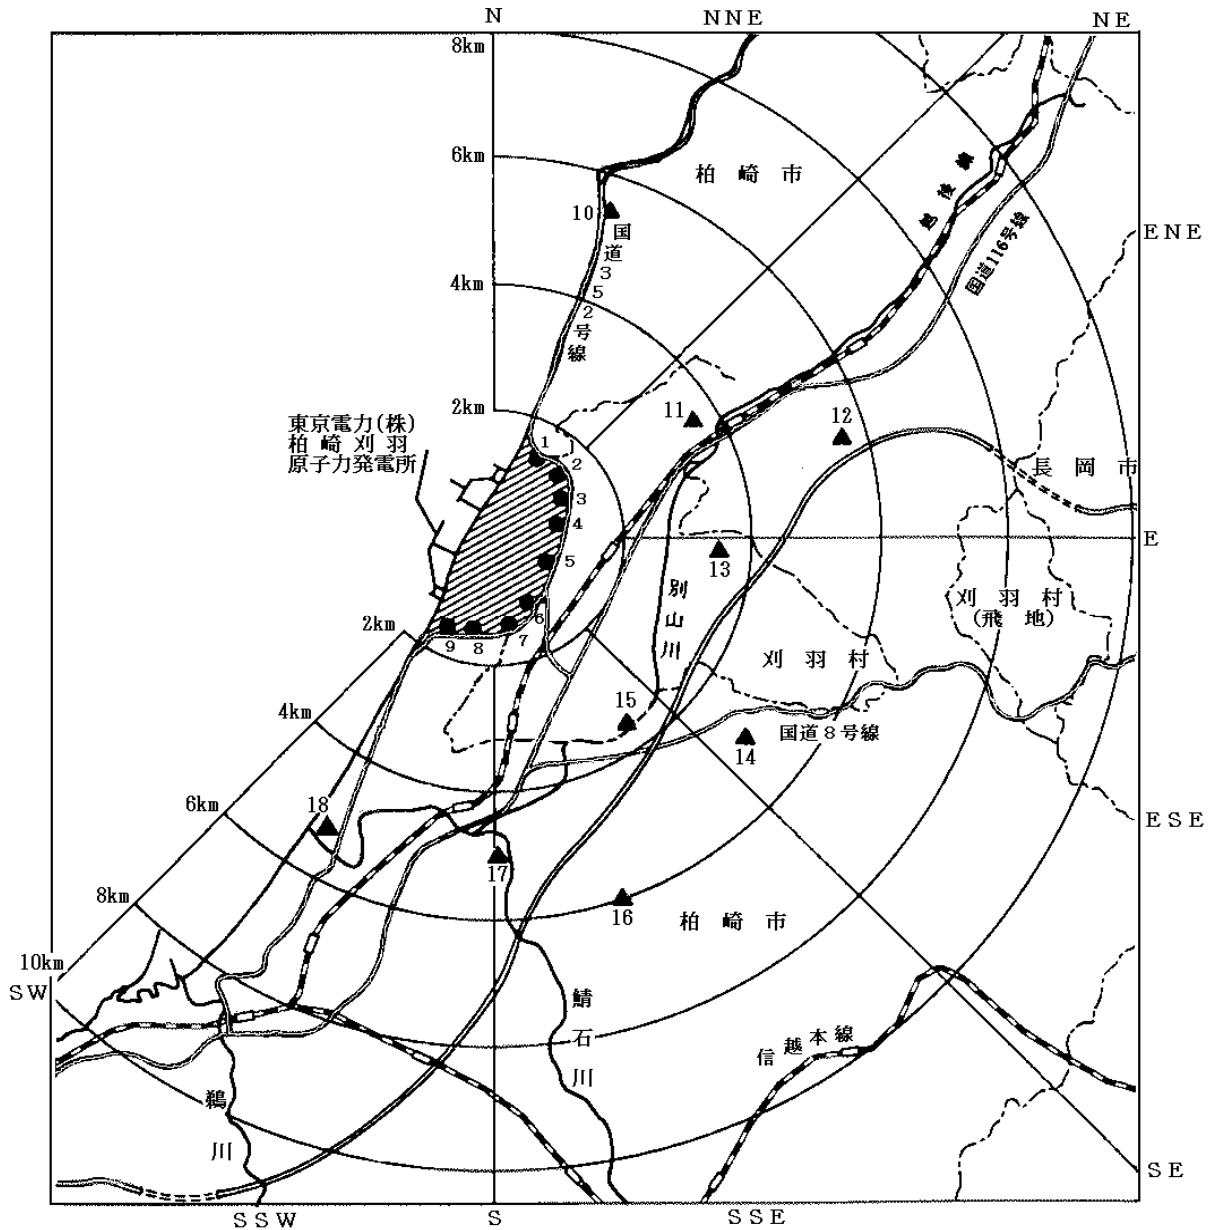 N
NNE
NE
8km
6km
柏崎市
越後線
10
国道352号線
ENE
国道116号線
4km
2km
11
12
東京電力(株)
柏崎刈羽
原子力発電所
1
2
3
4
5
6
7
8
9
長岡市
E
13
別山川
刈羽村
(飛地)
2km
刈羽村
15
4km
国道8号線
14
6km
18
ESE
17
8km
16
柏崎市
10km
SW
鯖石川
信越本線
鵜川
SE
SSW
S
SSE